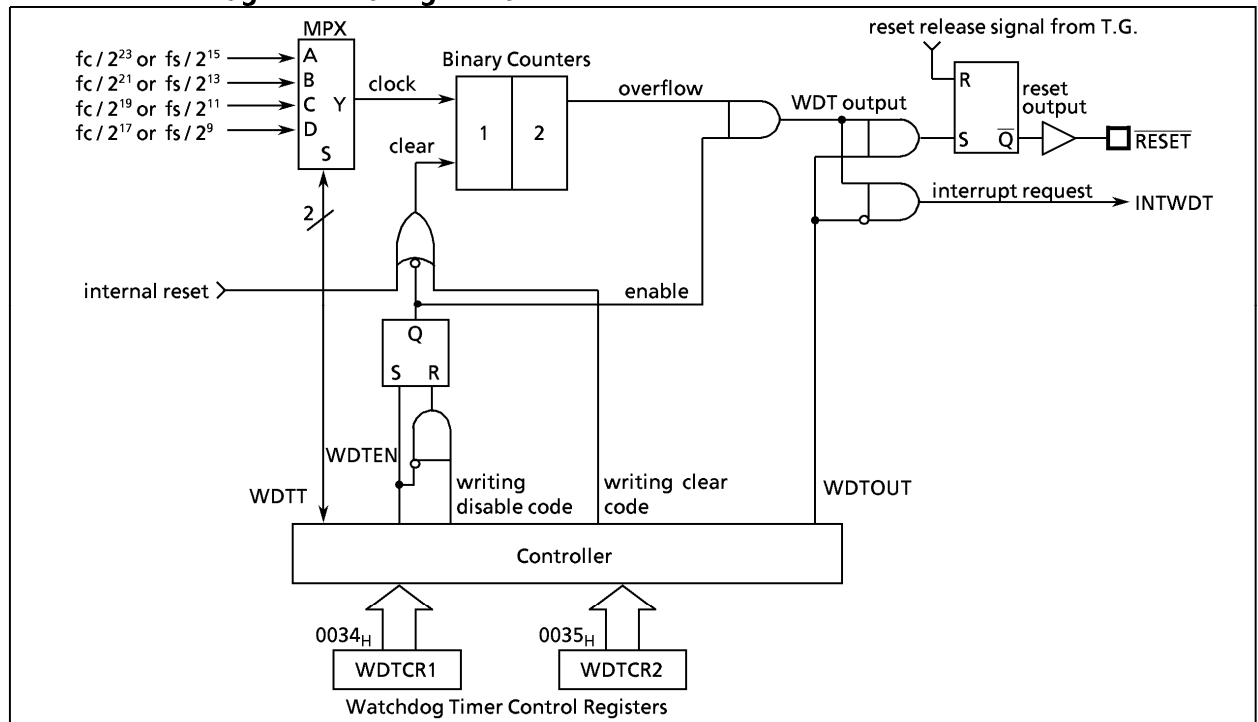 MPX
reset release signal from T.G.
fc / 2²³ or fs / 2¹⁵
A
fc / 2²¹ or fs / 2¹³
B
fc / 2¹⁹ or fs / 2¹¹
C
Y
fc / 2¹⁷ or fs / 2⁹
D
S
clock
Binary Counters
1
2
clear
overflow
WDT output
R
S
Q̅
reset
output
R̅E̅S̅E̅T̅
2
interrupt request
INTWDT
internal reset
enable
Q
S R
WDTEN
WDTT
writing
disable code
writing clear
code
WDTOUT
Controller
0034H
0035H
WDTCR1
WDTCR2
Watchdog Timer Control Registers